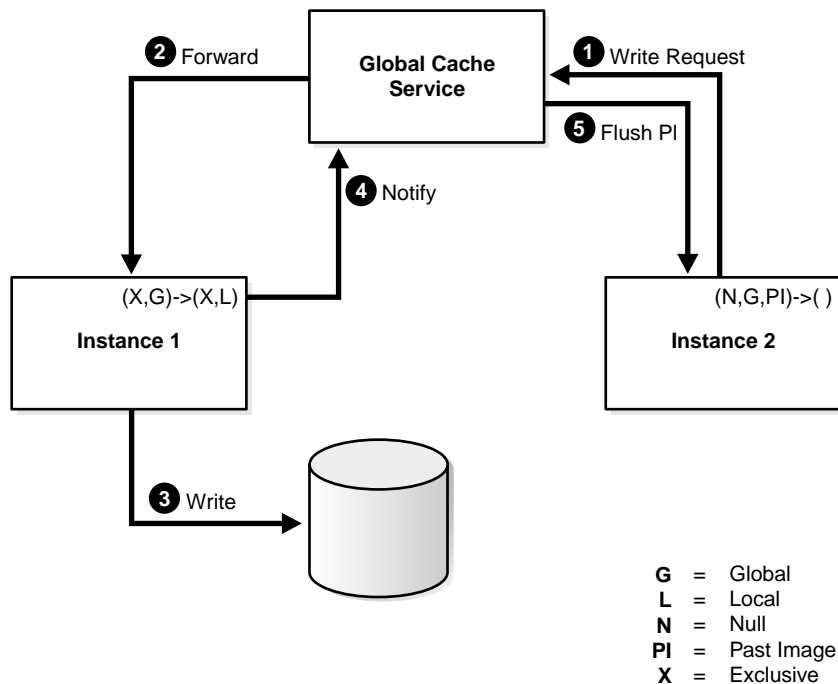 2 Forward
Global Cache
Service
1 Write Request
5 Flush PI
4 Notify
(X,G)->(X,L)
Instance 1
(N,G,PI)->( )
Instance 2
3 Write
G = Global
L = Local
N = Null
PI = Past Image
X = Exclusive